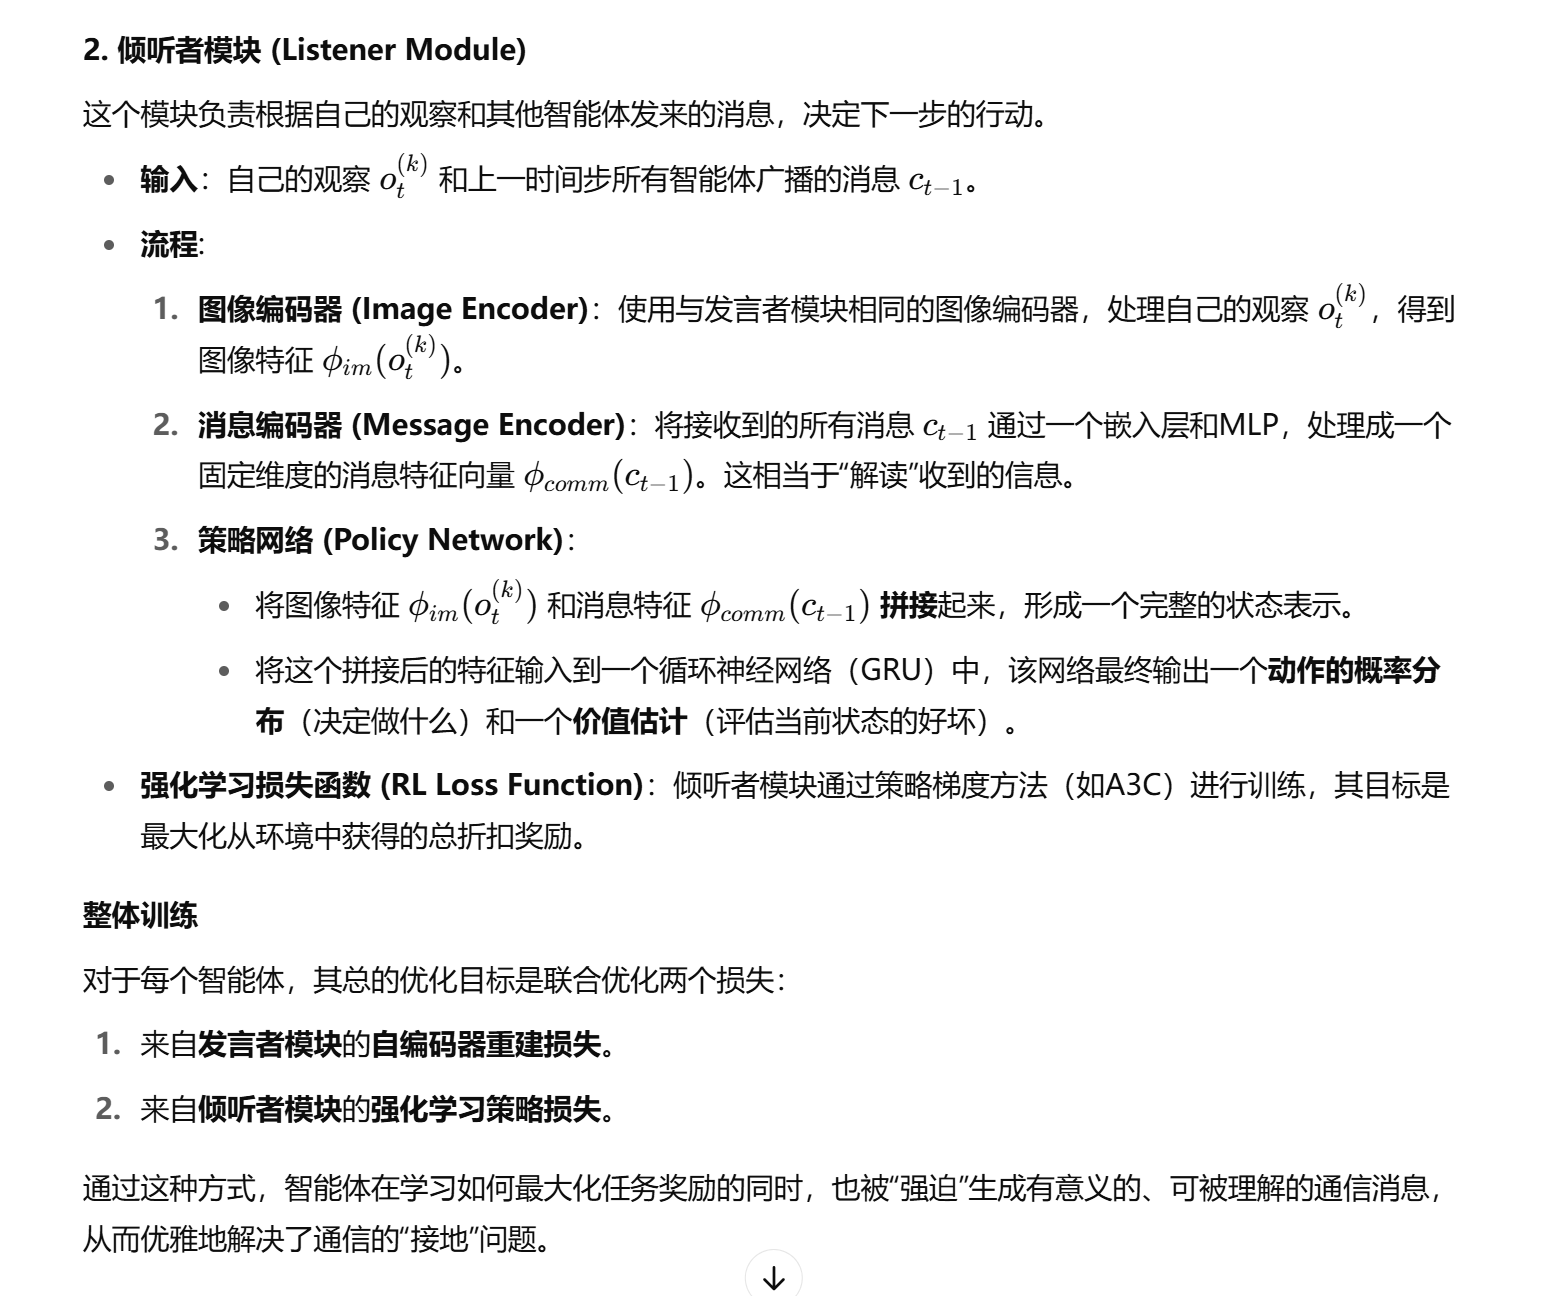 2. 倾听者模块 (Listener Module)
这个模块负责根据自己的观察和其他智能体发来的消息，决定下一步的行动。
• 输入：自己的观察 $o_t^{(k)}$ 和上一时间步所有智能体广播的消息 $c_{t-1}$。
• 流程:
1. 图像编码器 (Image Encoder)：使用与发言者模块相同的图像编码器，处理自己的观察 $o_t^{(k)}$，得到
图像特征 $\phi_{im}(o_t^{(k)})$。
2. 消息编码器 (Message Encoder)：将接收到的所有消息 $c_{t-1}$ 通过一个嵌入层和MLP，处理成一个
固定维度的消息特征向量 $\phi_{comm}(c_{t-1})$。这相当于“解读”收到的信息。
3. 策略网络 (Policy Network)：
• 将图像特征 $\phi_{im}(o_t^{(k)})$ 和消息特征 $\phi_{comm}(c_{t-1})$ 拼接起来，形成一个完整的状态表示。
• 将这个拼接后的特征输入到一个循环神经网络（GRU）中，该网络最终输出一个动作的概率分
布（决定做什么）和一个价值估计（评估当前状态的好坏）。
• 强化学习损失函数 (RL Loss Function)：倾听者模块通过策略梯度方法（如A3C）进行训练，其目标是
最大化从环境中获得的总折扣奖励。
整体训练
对于每个智能体，其总的优化目标是联合优化两个损失：
1. 来自发言者模块的自编码器重建损失。
2. 来自倾听者模块的强化学习策略损失。
通过这种方式，智能体在学习如何最大化任务奖励的同时，也被“强迫”生成有意义的、可被理解的通信消息，
从而优雅地解决了通信的“接地”问题。